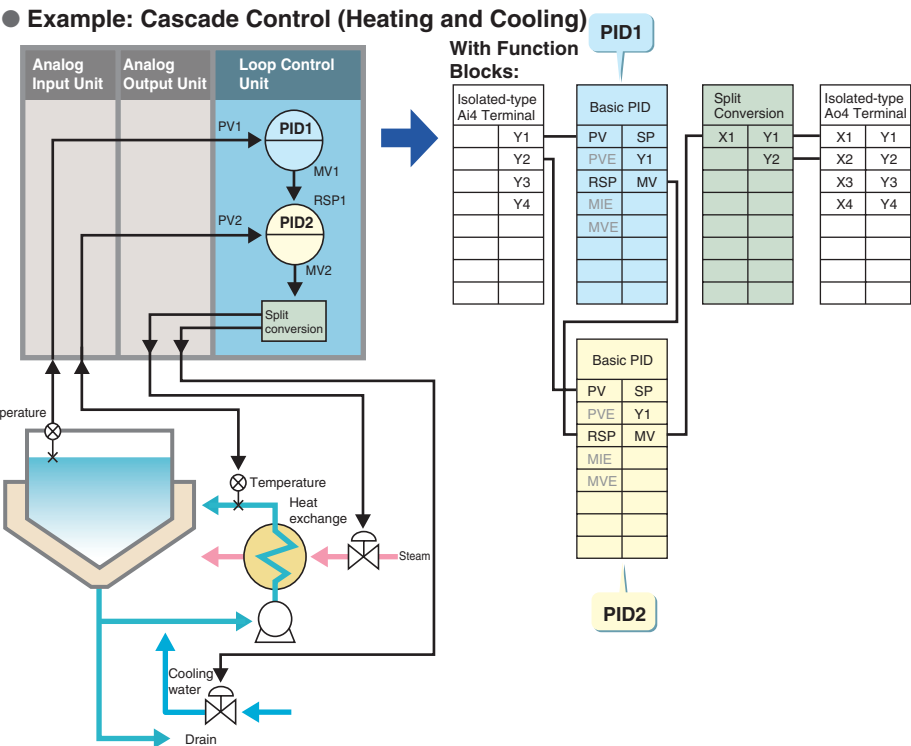 ● Example: Cascade Control (Heating and Cooling)
Analog
Input Unit
Analog
Output Unit
Loop Control
Unit
PV1
PID1
MV1
RSP1
PV2
PID2
MV2
Split
conversion
perature
Temperature
Heat
exchange
Steam
Cooling
water
Drain
With Function
Blocks:
PID1
Isolated-type
Ai4 Terminal
Y1
Y2
Y3
Y4
Basic PID
PV SP
PVE Y1
RSP MV
MIE
MVE
Split
Conversion
X1 Y1
Y2
Isolated-type
Ao4 Terminal
X1 Y1
X2 Y2
X3 Y3
X4 Y4
Basic PID
PV SP
PVE Y1
RSP MV
MIE
MVE
PID2